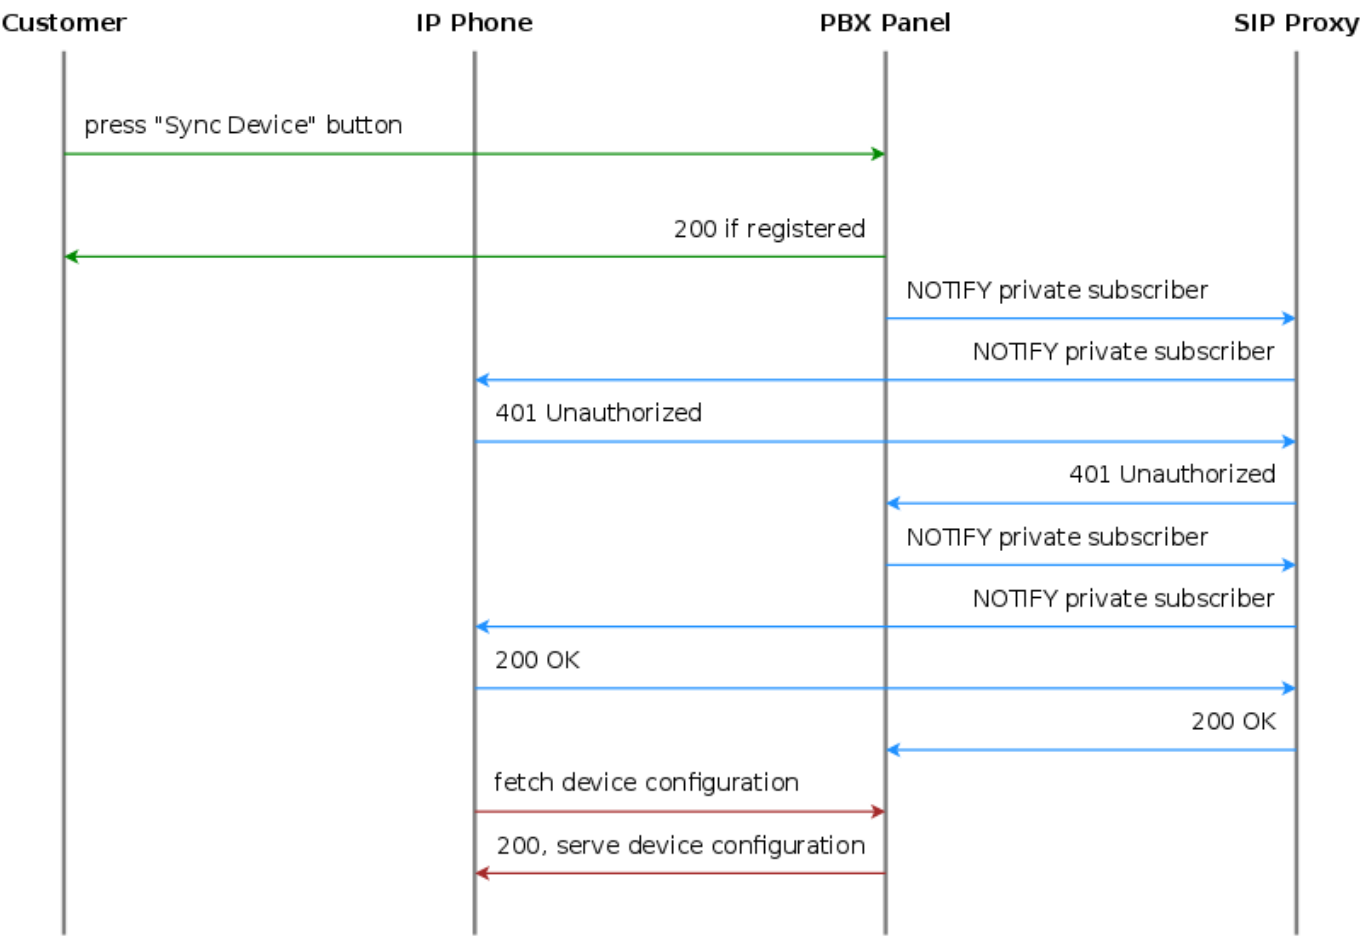 Customer IP Phone PBX Panel SIP Proxy
press "Sync Device" button
200 if registered
NOTIFY private subscriber
NOTIFY private subscriber
401 Unauthorized
401 Unauthorized
NOTIFY private subscriber
NOTIFY private subscriber
200 OK
200 OK
fetch device configuration
200, serve device configuration